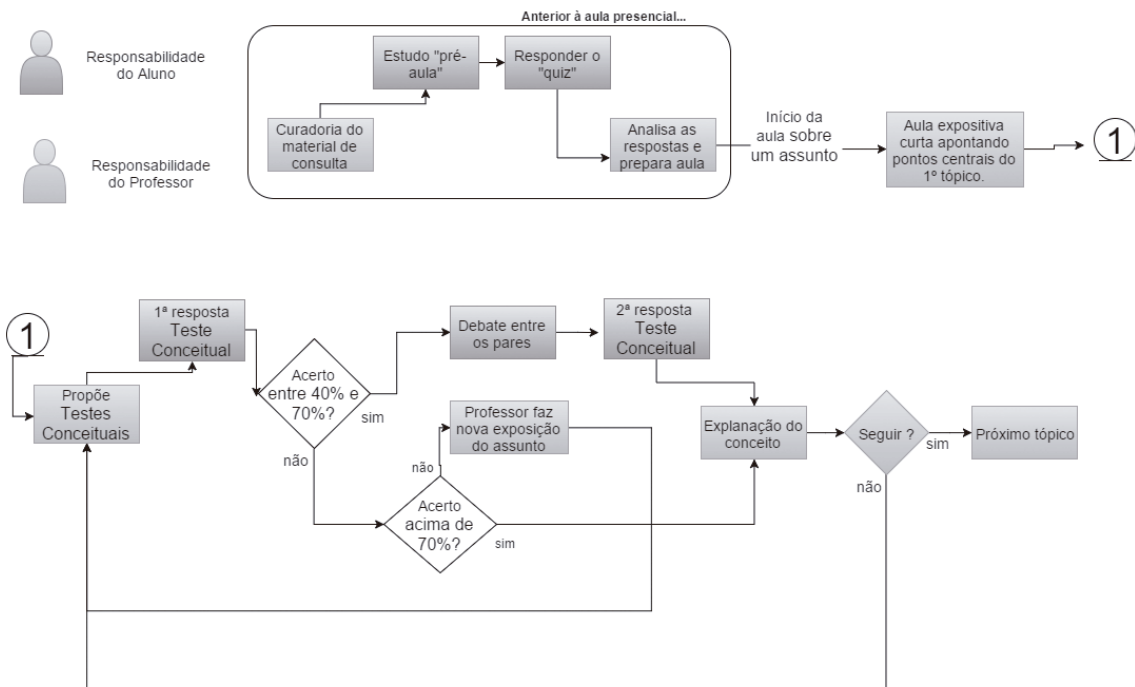 Anterior à aula presencial...
Responsabilidade
do Aluno
Estudo "pré-
aula"
Responder o
"quiz"
Curadoria do
material de
consulta
Analisa as
respostas e
prepara aula
Início da
aula sobre
um assunto
Aula expositiva
curta apontando
pontos centrais do
1º tópico.
1
Responsabilidade
do Professor
1
1ª resposta
Teste
Conceitual
Propõe
Testes
Conceituais
Acerto
entre 40% e
70%?
sim
não
Debate entre
os pares
2ª resposta
Teste
Conceitual
Professor faz
nova exposição
do assunto
não
Acerto
acima de
70%?
sim
Explanação do
conceito
Seguir ?
sim
não
Próximo tópico